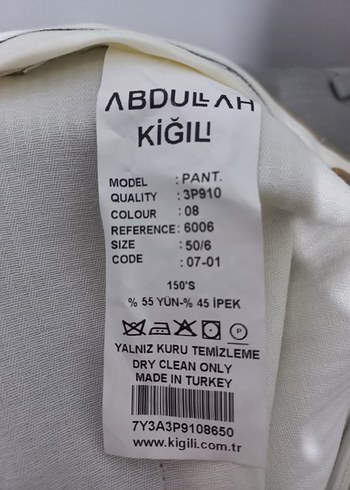 ABDULLAH
KİĞILI
MODEL : PANT.
QUALITY : 3P910
COLOUR : 08
REFERENCE : 6006
SIZE : 50/6
CODE : 07-01
150'S
% 55 YÜN-% 45 İPEK
P
YALNIZ KURU TEMİZLEME
DRY CLEAN ONLY
MADE IN TURKEY
7Y3A3P9108650
www.kigili.com.tr